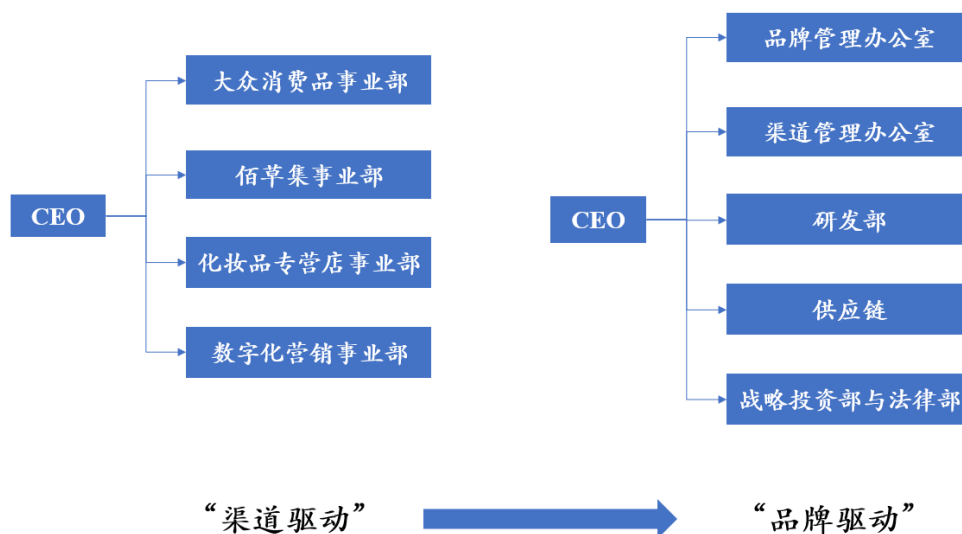 CEO
大众消费品事业部
佰草集事业部
化妆品专营店事业部
数字化营销事业部
“渠道驱动”
CEO
品牌管理办公室
渠道管理办公室
研发部
供应链
战略投资部与法律部
“品牌驱动”